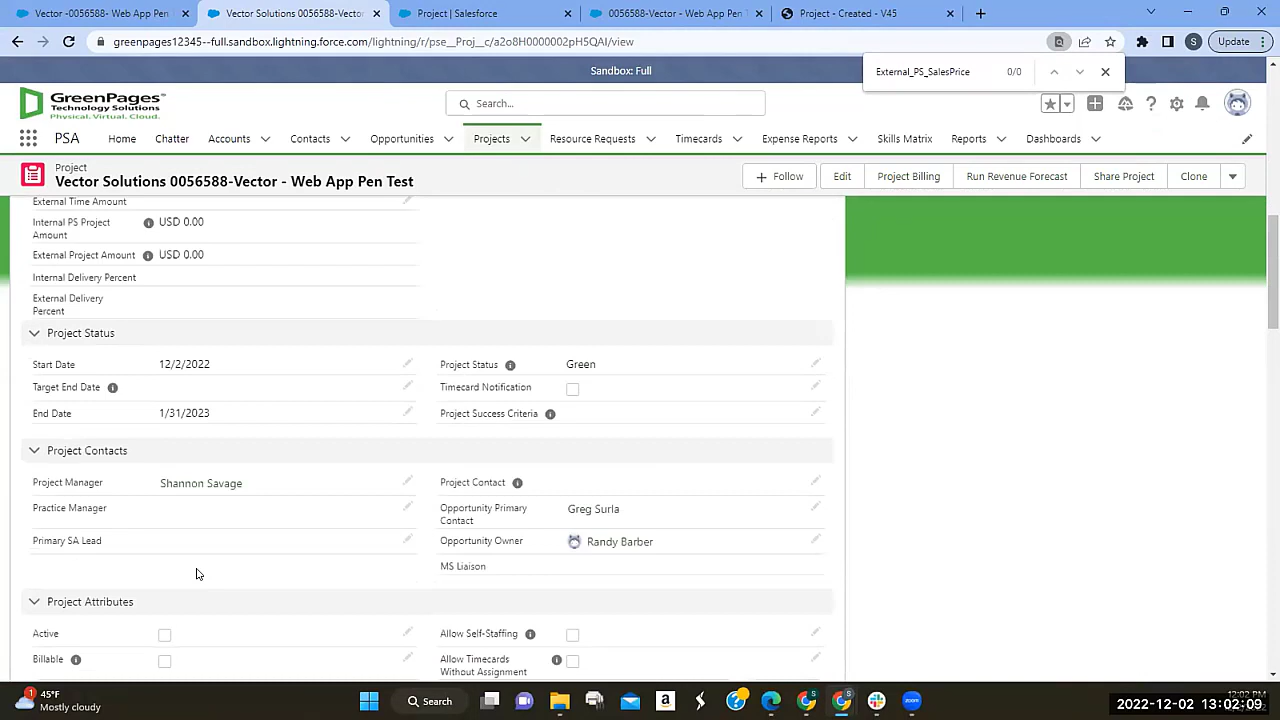 Vector Solutions 0056588- Web App Pen
Vector Solutions 0056588-Vector
Project | Salesforce
0056588-Vector - Web App Pen T
Project - Created - V45
greenpages12345--full.sandbox.lightning.force.com/lightning/r/pse__Proj__c/a2o8H0000002pH5QAI/view
S
Update
Sandbox: Full
External_PS_SalesPrice 0/0
GreenPages
Technology Solutions
Physical. Virtual. Cloud.
Search...
PSA Home Chatter Accounts Contacts Opportunities Projects Resource Requests Timecards Expense Reports Skills Matrix Reports Dashboards
Project
Vector Solutions 0056588-Vector - Web App Pen Test
Follow Edit Project Billing Run Revenue Forecast Share Project Clone
External Time Amount
Internal PS Project Amount USD 0.00
External Project Amount USD 0.00
Internal Delivery Percent
External Delivery
Percent
Project Status
Start Date 12/2/2022 Project Status Green
Target End Date Timecard Notification
End Date 1/31/2023 Project Success Criteria
Project Contacts
Project Manager Shannon Savage Project Contact
Practice Manager Opportunity Primary Contact Greg Surla
Primary SA Lead Opportunity Owner Randy Barber
MS Liaison
Project Attributes
Active Allow Self-Staffing
Billable Allow Timecards Without Assignment
1
45°F
Mostly cloudy
Search
12:02 PM
2022-12-02 13:02:09